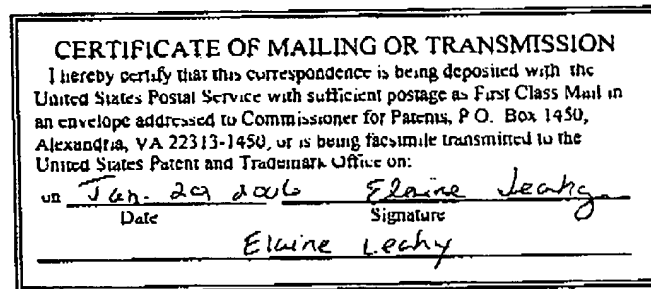 CERTIFICATE OF MAILING OR TRANSMISSION
I hereby certify that this correspondence is being deposited with the
United States Postal Service with sufficient postage as First Class Mail in
an envelope addressed to Commissioner for Patents, P O. Box 1450,
Alexandria, VA 22313-1450, or is being facsimile transmitted to the
United States Patent and Trademark Office on:
on Jan. 20 2006 Elaine Leahy
Date Signature
Elaine Leahy